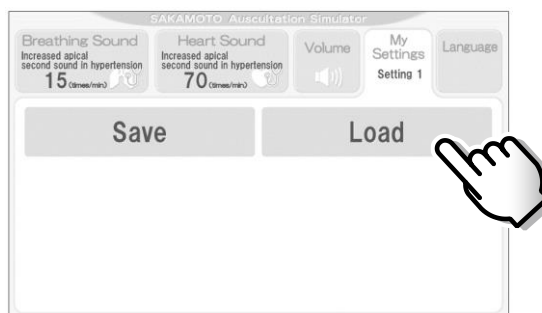 SAKAMOTO Auscultation Simulator
Breathing Sound
Increased apical
second sound in hypertension
15 (times/min)
Heart Sound
Increased apical
second sound in hypertension
70 (times/min)
Volume
My
Settings
Setting 1
Language
Save
Load